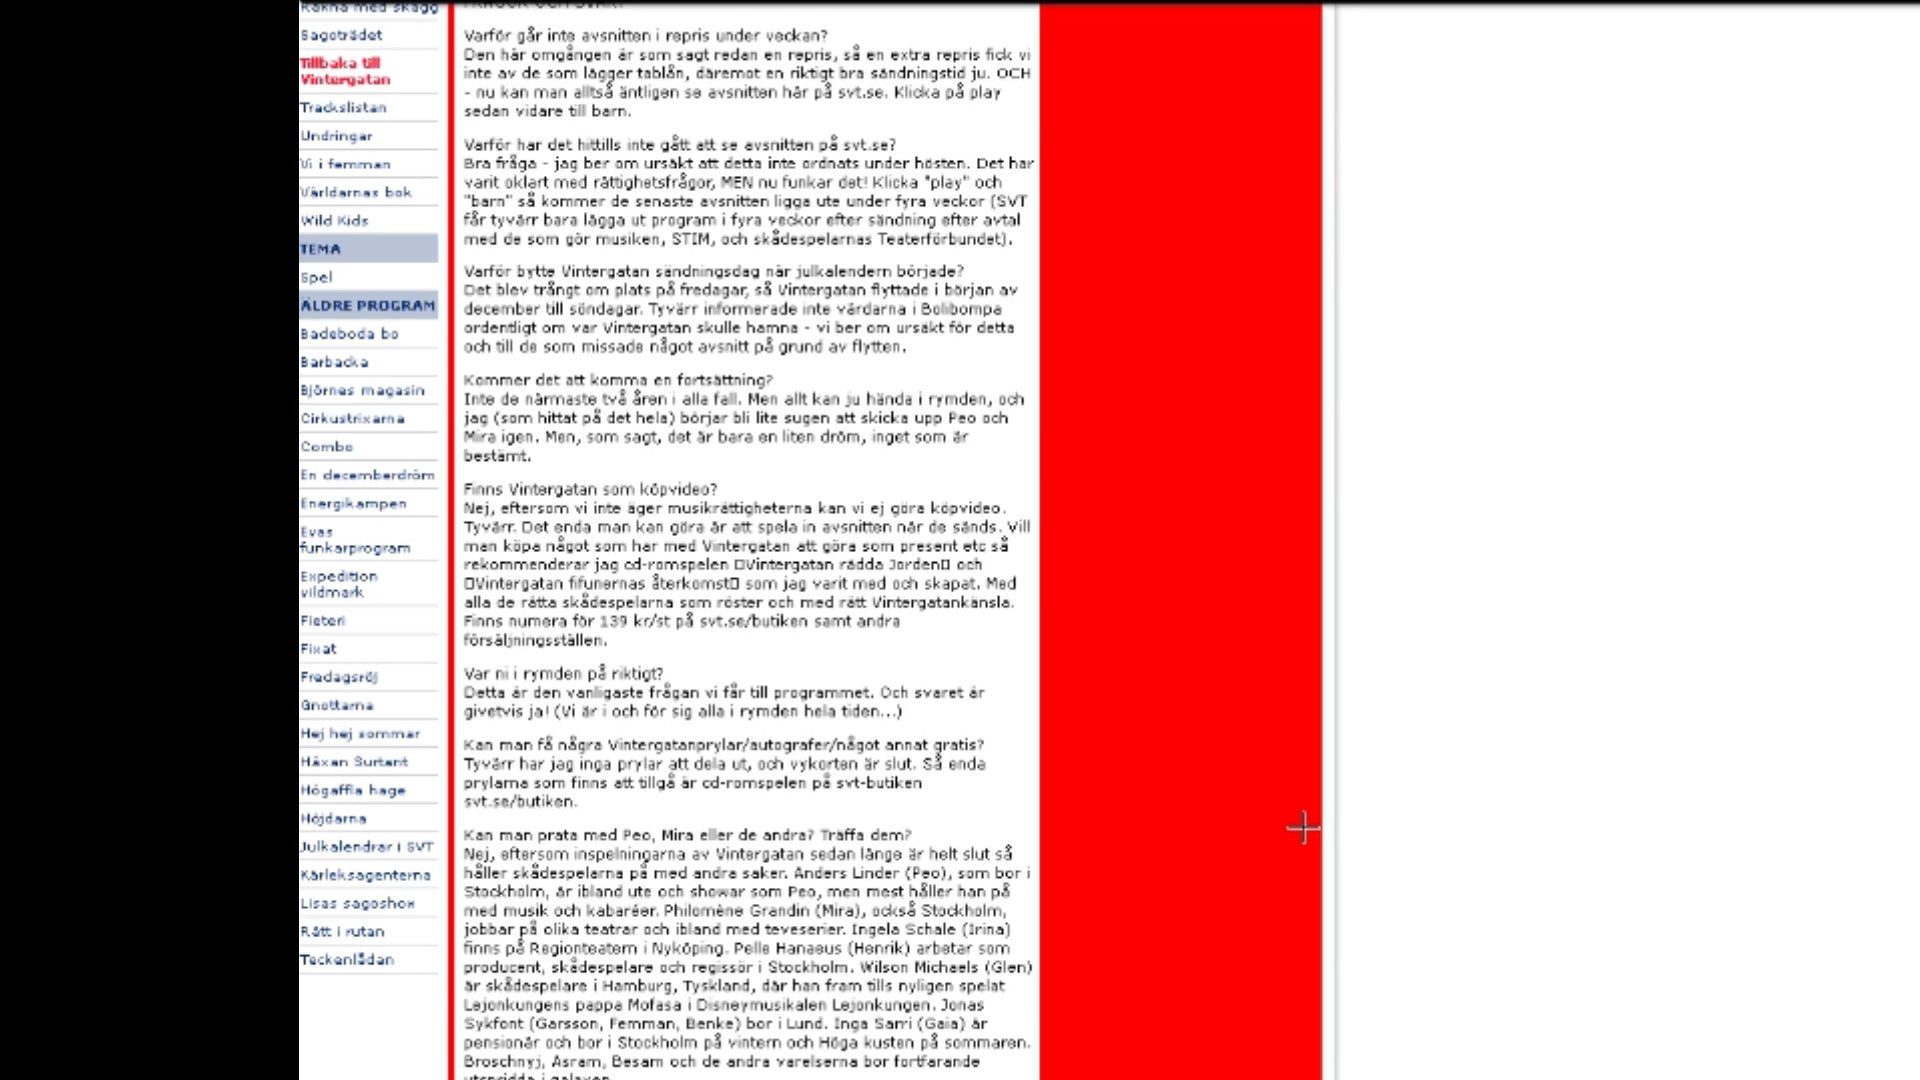 Räkna med skägg
Sagoträdet
Tillbaka till
Vintergatan
Trackslistan
Undringar
Vi i femman
Världarnas bok
Wild Kids
TEMA
Spel
ÄLDRE PROGRAM
Badeboda bo
Barbacka
Björnes magasin
Cirkustrixarna
Combo
En decemberdröm
Energikampen
Evas
funkarprogram
Expedition
vildmark
Fieteri
Fixat
Fredagsröj
Gnottarna
Hej hej sommar
Häxan Surtant
Högaffla hage
Höjdarna
Julkalendrar i SVT
Kärleksagenterna
Lisas sagoshow
Rätt i rutan
Teckenlådan
Varför går inte avsnitten i repris under veckan?
Den här omgången är som sagt redan en repris, så en extra repris fick vi
inte av de som lägger tablån, däremot en riktigt bra sändningstid ju. OCH
- nu kan man alltså äntligen se avsnitten här på svt.se. Klicka på play
sedan vidare till barn.
Varför har det hittills inte gått att se avsnitten på svt.se?
Bra fråga - jag ber om ursäkt att detta inte ordnats under hösten. Det har
varit oklart med rättighetsfrågor, MEN nu funkar det! Klicka "play" och
"barn" så kommer de senaste avsnitten ligga ute under fyra veckor (SVT
får tyvärr bara lägga ut program i fyra veckor efter sändning efter avtal
med de som gör musiken, STIM, och skådespelarnas Teaterförbundet).
Varför bytte Vintergatan sändningsdag när julkalendern började?
Det blev trångt om plats på fredagar, så Vintergatan flyttade i början av
december till söndagar. Tyvärr informerade inte värdarna i Bolibompa
ordentligt om var Vintergatan skulle hamna - vi ber om ursäkt för detta
och till de som missade något avsnitt på grund av flytten.
Kommer det att komma en fortsättning?
Inte de närmaste två åren i alla fall. Men allt kan ju hända i rymden, och
jag (som hittat på det hela) börjar bli lite sugen att skicka upp Peo och
Mira igen. Men, som sagt, det är bara en liten dröm, inget som är
bestämt.
Finns Vintergatan som köpvideo?
Nej, eftersom vi inte äger musikrättigheterna kan vi ej göra köpvideo.
Tyvärr. Det enda man kan göra är att spela in avsnitten när de sänds. Vill
man köpa något som har med Vintergatan att göra som present etc så
rekommenderar jag cd-romspelen □Vintergatan rädda Jorden□ och
□Vintergatan fifunernas återkomst□ som jag varit med och skapat. Med
alla de rätta skådespelarna som röster och med rätt Vintergatankänsla.
Finns numera för 139 kr/st på svt.se/butiken samt andra
försäljningsställen.
Var ni i rymden på riktigt?
Detta är den vanligaste frågan vi får till programmet. Och svaret är
givetvis ja! (Vi är i och för sig alla i rymden hela tiden...)
Kan man få några Vintergatanprylar/autografer/något annat gratis?
Tyvärr har jag inga prylar att dela ut, och vykorten är slut. Så enda
prylarna som finns att tillgå är cd-romspelen på svt-butiken
svt.se/butiken.
Kan man prata med Peo, Mira eller de andra? Träffa dem?
Nej, eftersom inspelningarna av Vintergatan sedan länge är helt slut så
håller skådespelarna på med andra saker. Anders Linder (Peo), som bor i
Stockholm, är ibland ute och showar som Peo, men mest håller han på
med musik och kabaréer. Philomène Grandin (Mira), också Stockholm,
jobbar på olika teatrar och ibland med teveserier. Ingela Schale (Irina)
finns på Regionteatern i Nyköping. Pelle Hanaeus (Henrik) arbetar som
producent, skådespelare och regissör i Stockholm. Wilson Michaels (Glen)
är skådespelare i Hamburg, Tyskland, där han fram tills nyligen spelat
Lejonkungens pappa Mofasa i Disneymusikalen Lejonkungen. Jonas
Sykfont (Garsson, Femman, Benke) bor i Lund. Inga Sarri (Gaia) är
pensionär och bor i Stockholm på vintern och Höga kusten på sommaren.
Broschnyj, Asram, Besam och de andra varelserna bor fortfarande